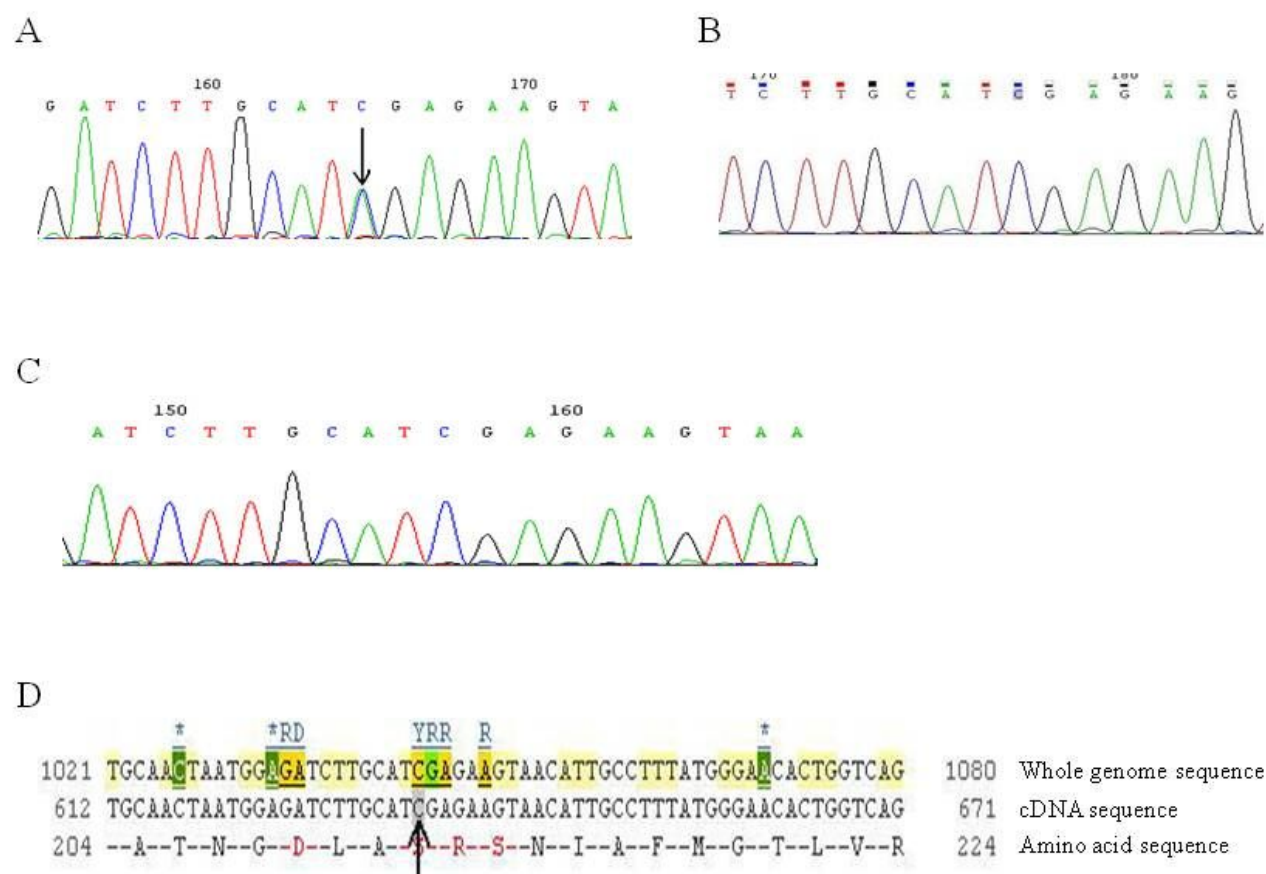 A
160 170
G A T C T T G C A T C G A G A A G T A
B
170 180
T C T T G C A T C G A G A A G
C
150 160
A T C T T G C A T C G A G A A G T A A
D
* *RD YRR R *
1021 TGCAACTAATGGAGATCTTGCATCGAGAAGTAACATTGCCTTTATGGGAACACTGGTCAG 1080 Whole genome sequence
612 TGCAACTAATGGAGATCTTGCATCGAGAAGTAACATTGCCTTTATGGGAACACTGGTCAG 671 cDNA sequence
204 --A--T--N--G--D--L--A--S--R--S--N--I--A--F--M--G--T--L--V--R 224 Amino acid sequence